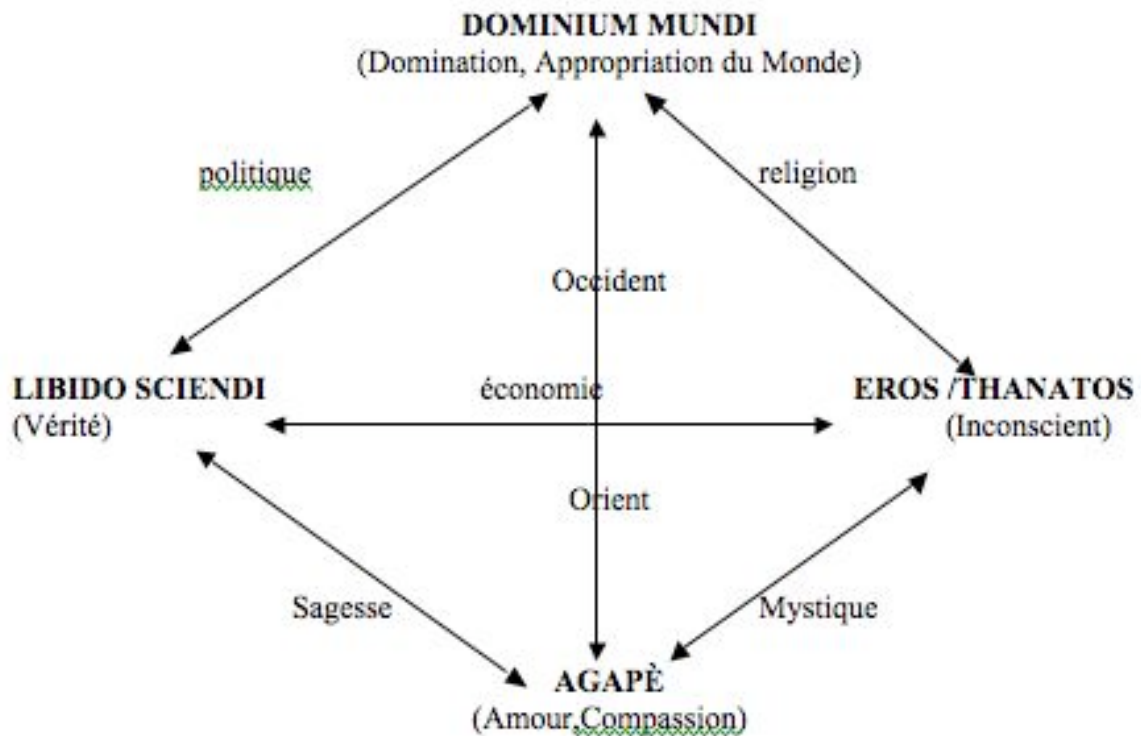 DOMINIUM MUNDI
(Domination, Appropriation du Monde)
politique
religion
Occident
LIBIDO SCIENDI
(Vérité)
économie
EROS /THANATOS
(Inconscient)
Orient
Sagesse
Mystique
AGAPÈ
(Amour,Compassion)